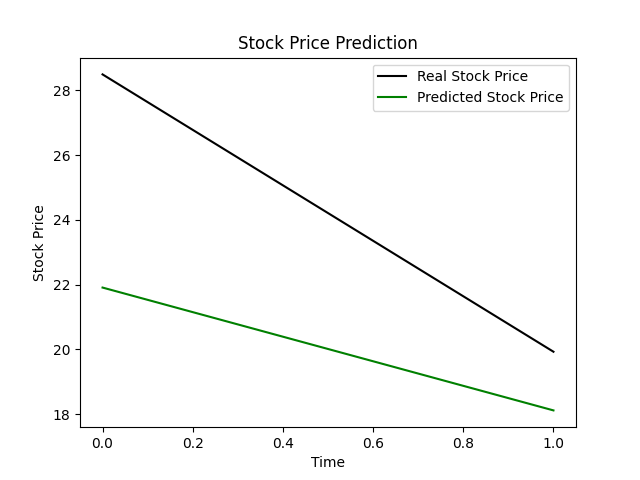 Stock Price Prediction
Real Stock Price
Predicted Stock Price
Stock Price
28
26
24
22
20
18
0.0 0.2 0.4 0.6 0.8 1.0
Time